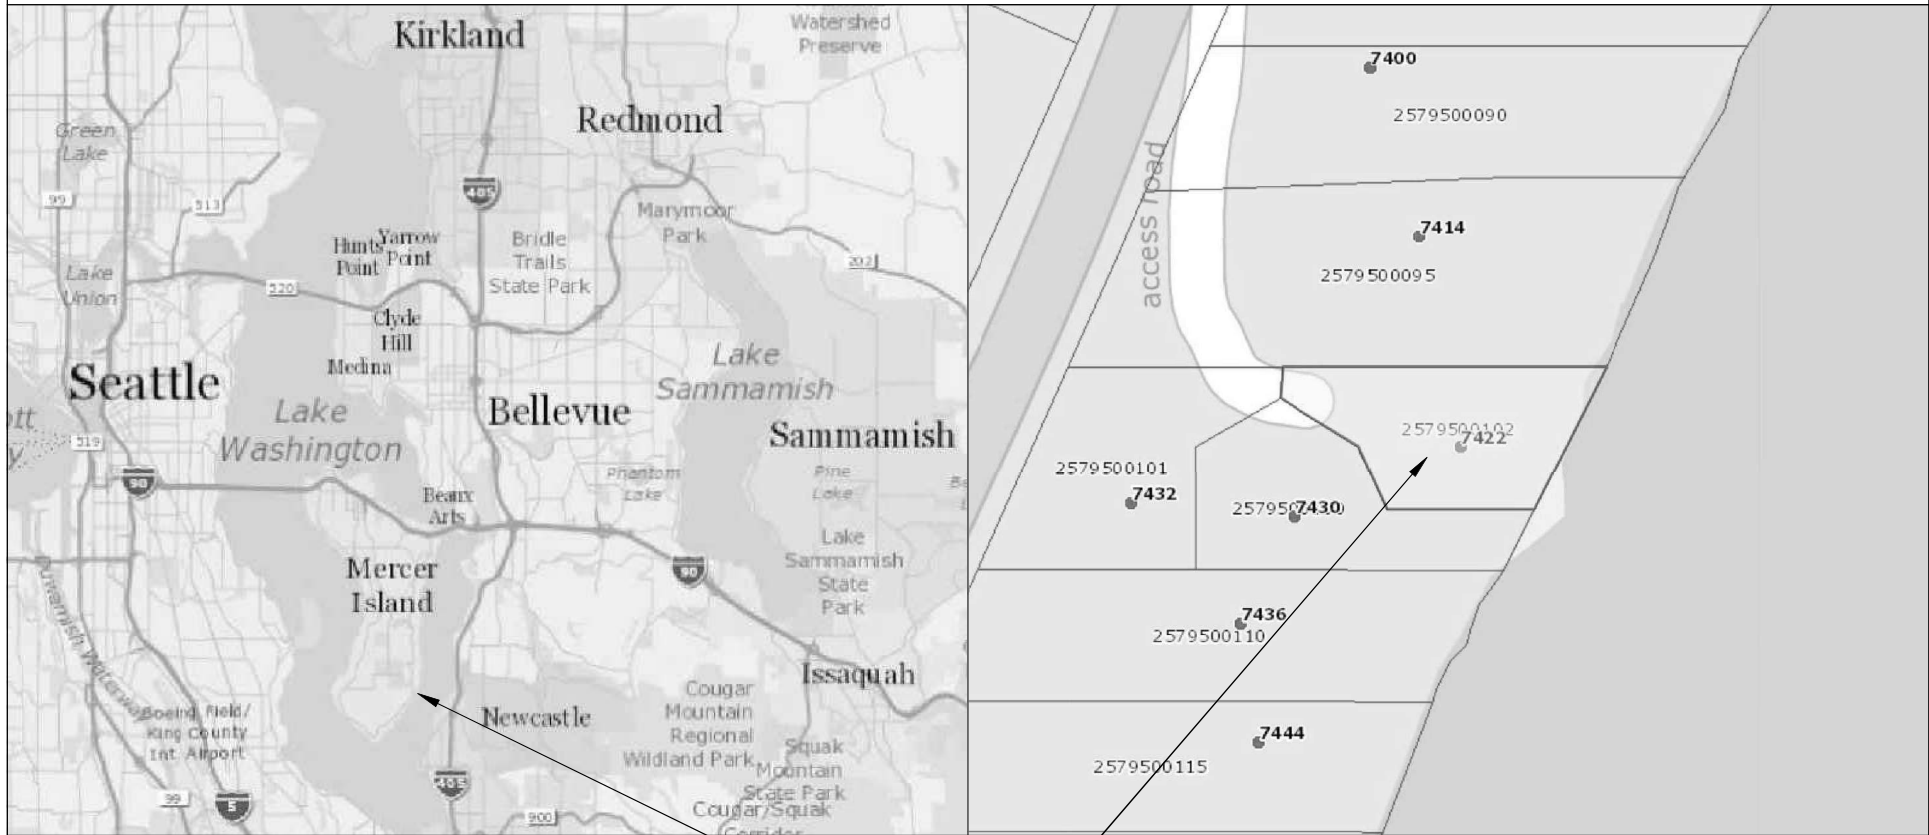 Kirkland
Watershed
Preserve
Redmond
Green
Lake
405
99
513
Marymoor
Park
Hunts
Point
Yarrow
Point
Bridle
Trails
State Park
202
Lake
Union
520
Clyde
Hill
Medina
Lake
Sammamish
Seattle
Lake
Washington
Bellevue
Sammamish
ott
y
519
90
Phantom
Lake
Pine
Lake
Beaux
Arts
Lake
Sammamish
State
Park
Mercer
Island
90
Duwamish Waterway
Issaquah
Cougar
Mountain
Regional
Wildland Park
Newcastle
Boeing Field/
King County
Int. Airport
Squak
Mountain
State Park
405
99
5
900
Cougar/Squak
Corridor
access road
7400
2579500090
7414
2579500095
2579500102
7422
2579500101
7432
7430
7436
2579500110
7444
2579500115